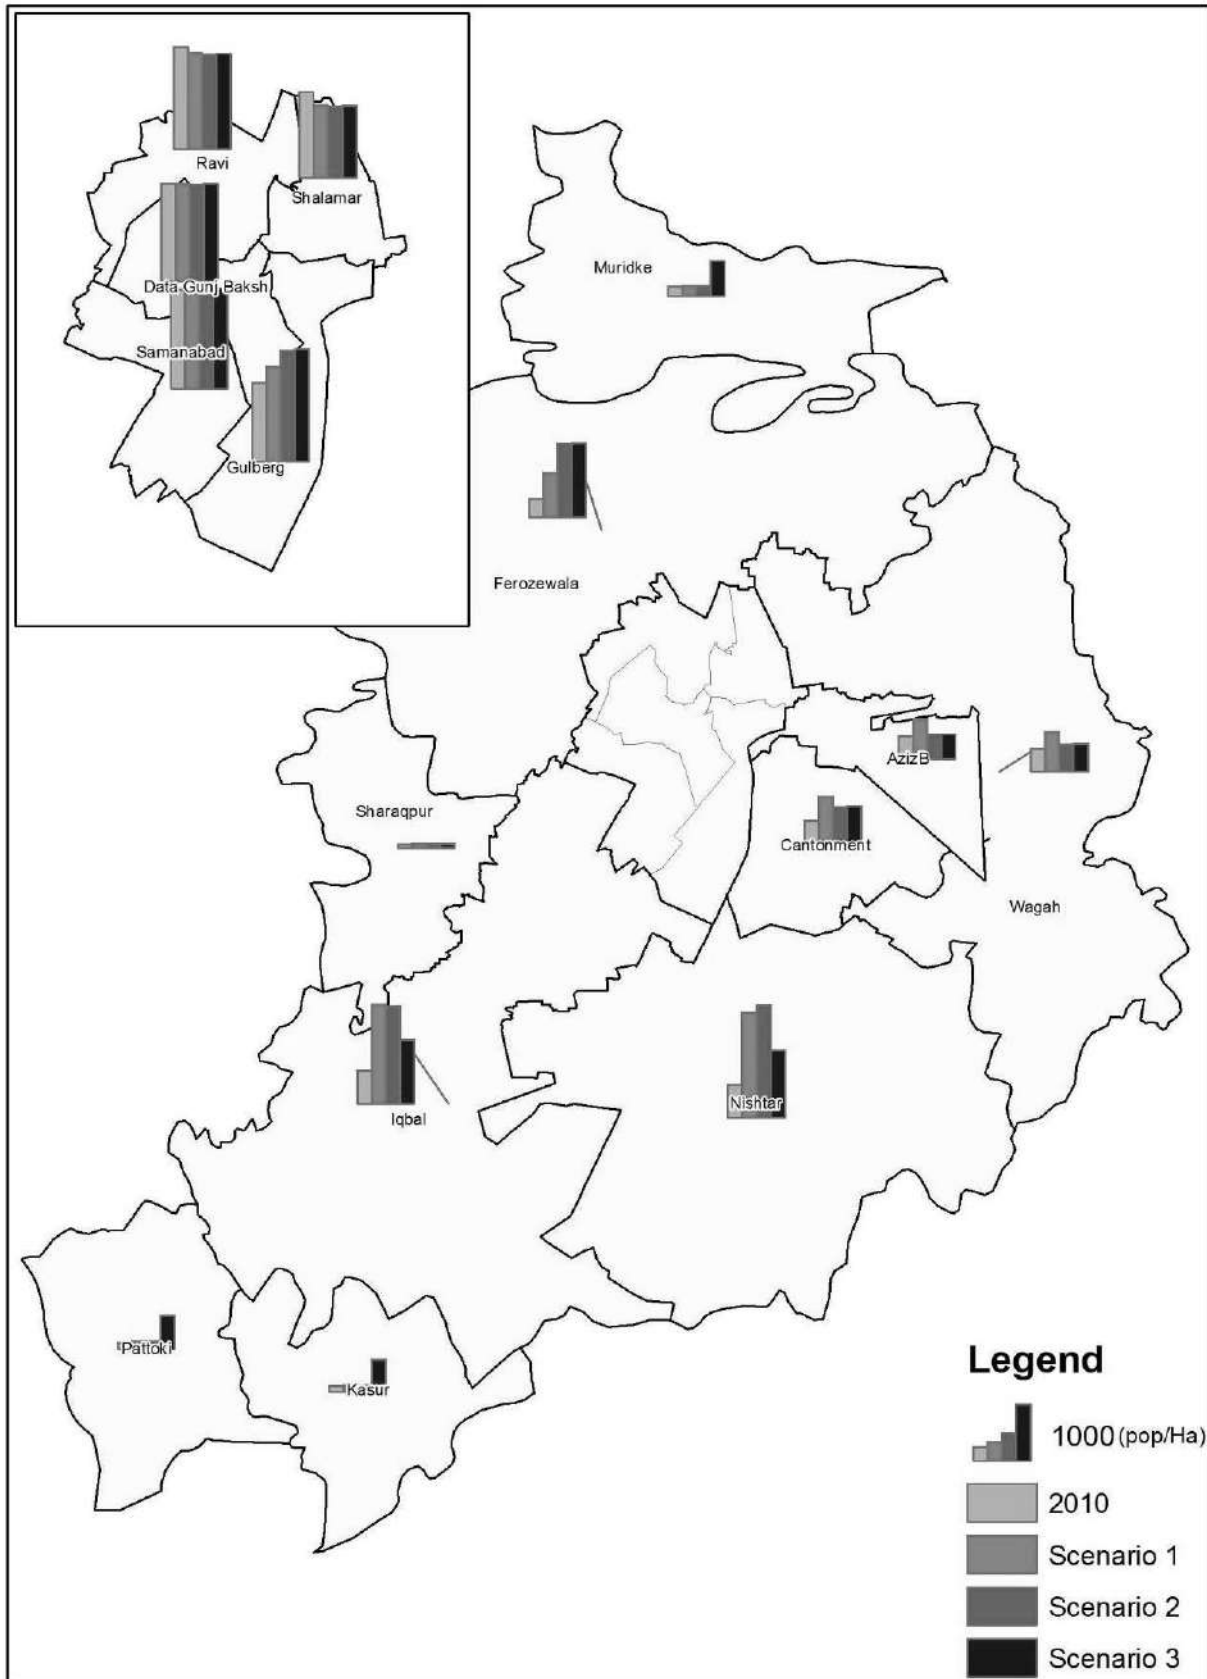 Ravi
Shalamar
Data Gunj Baksh
Samanabad
Gulberg
Muridke
Ferozewala
AzizB
Sharaqpur
Cantonment
Wagah
Iqbal
Nishtar
Pattoki
Kasur
Legend
1000 (pop/Ha)
2010
Scenario 1
Scenario 2
Scenario 3